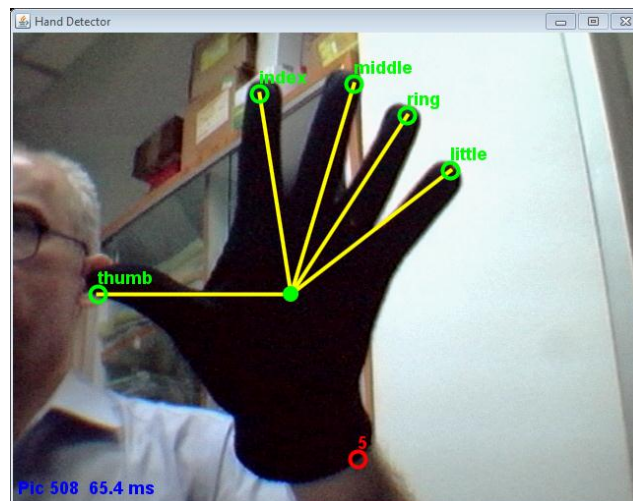 Hand Detector
index
middle
ring
little
thumb
5
Pic 508 65.4 ms